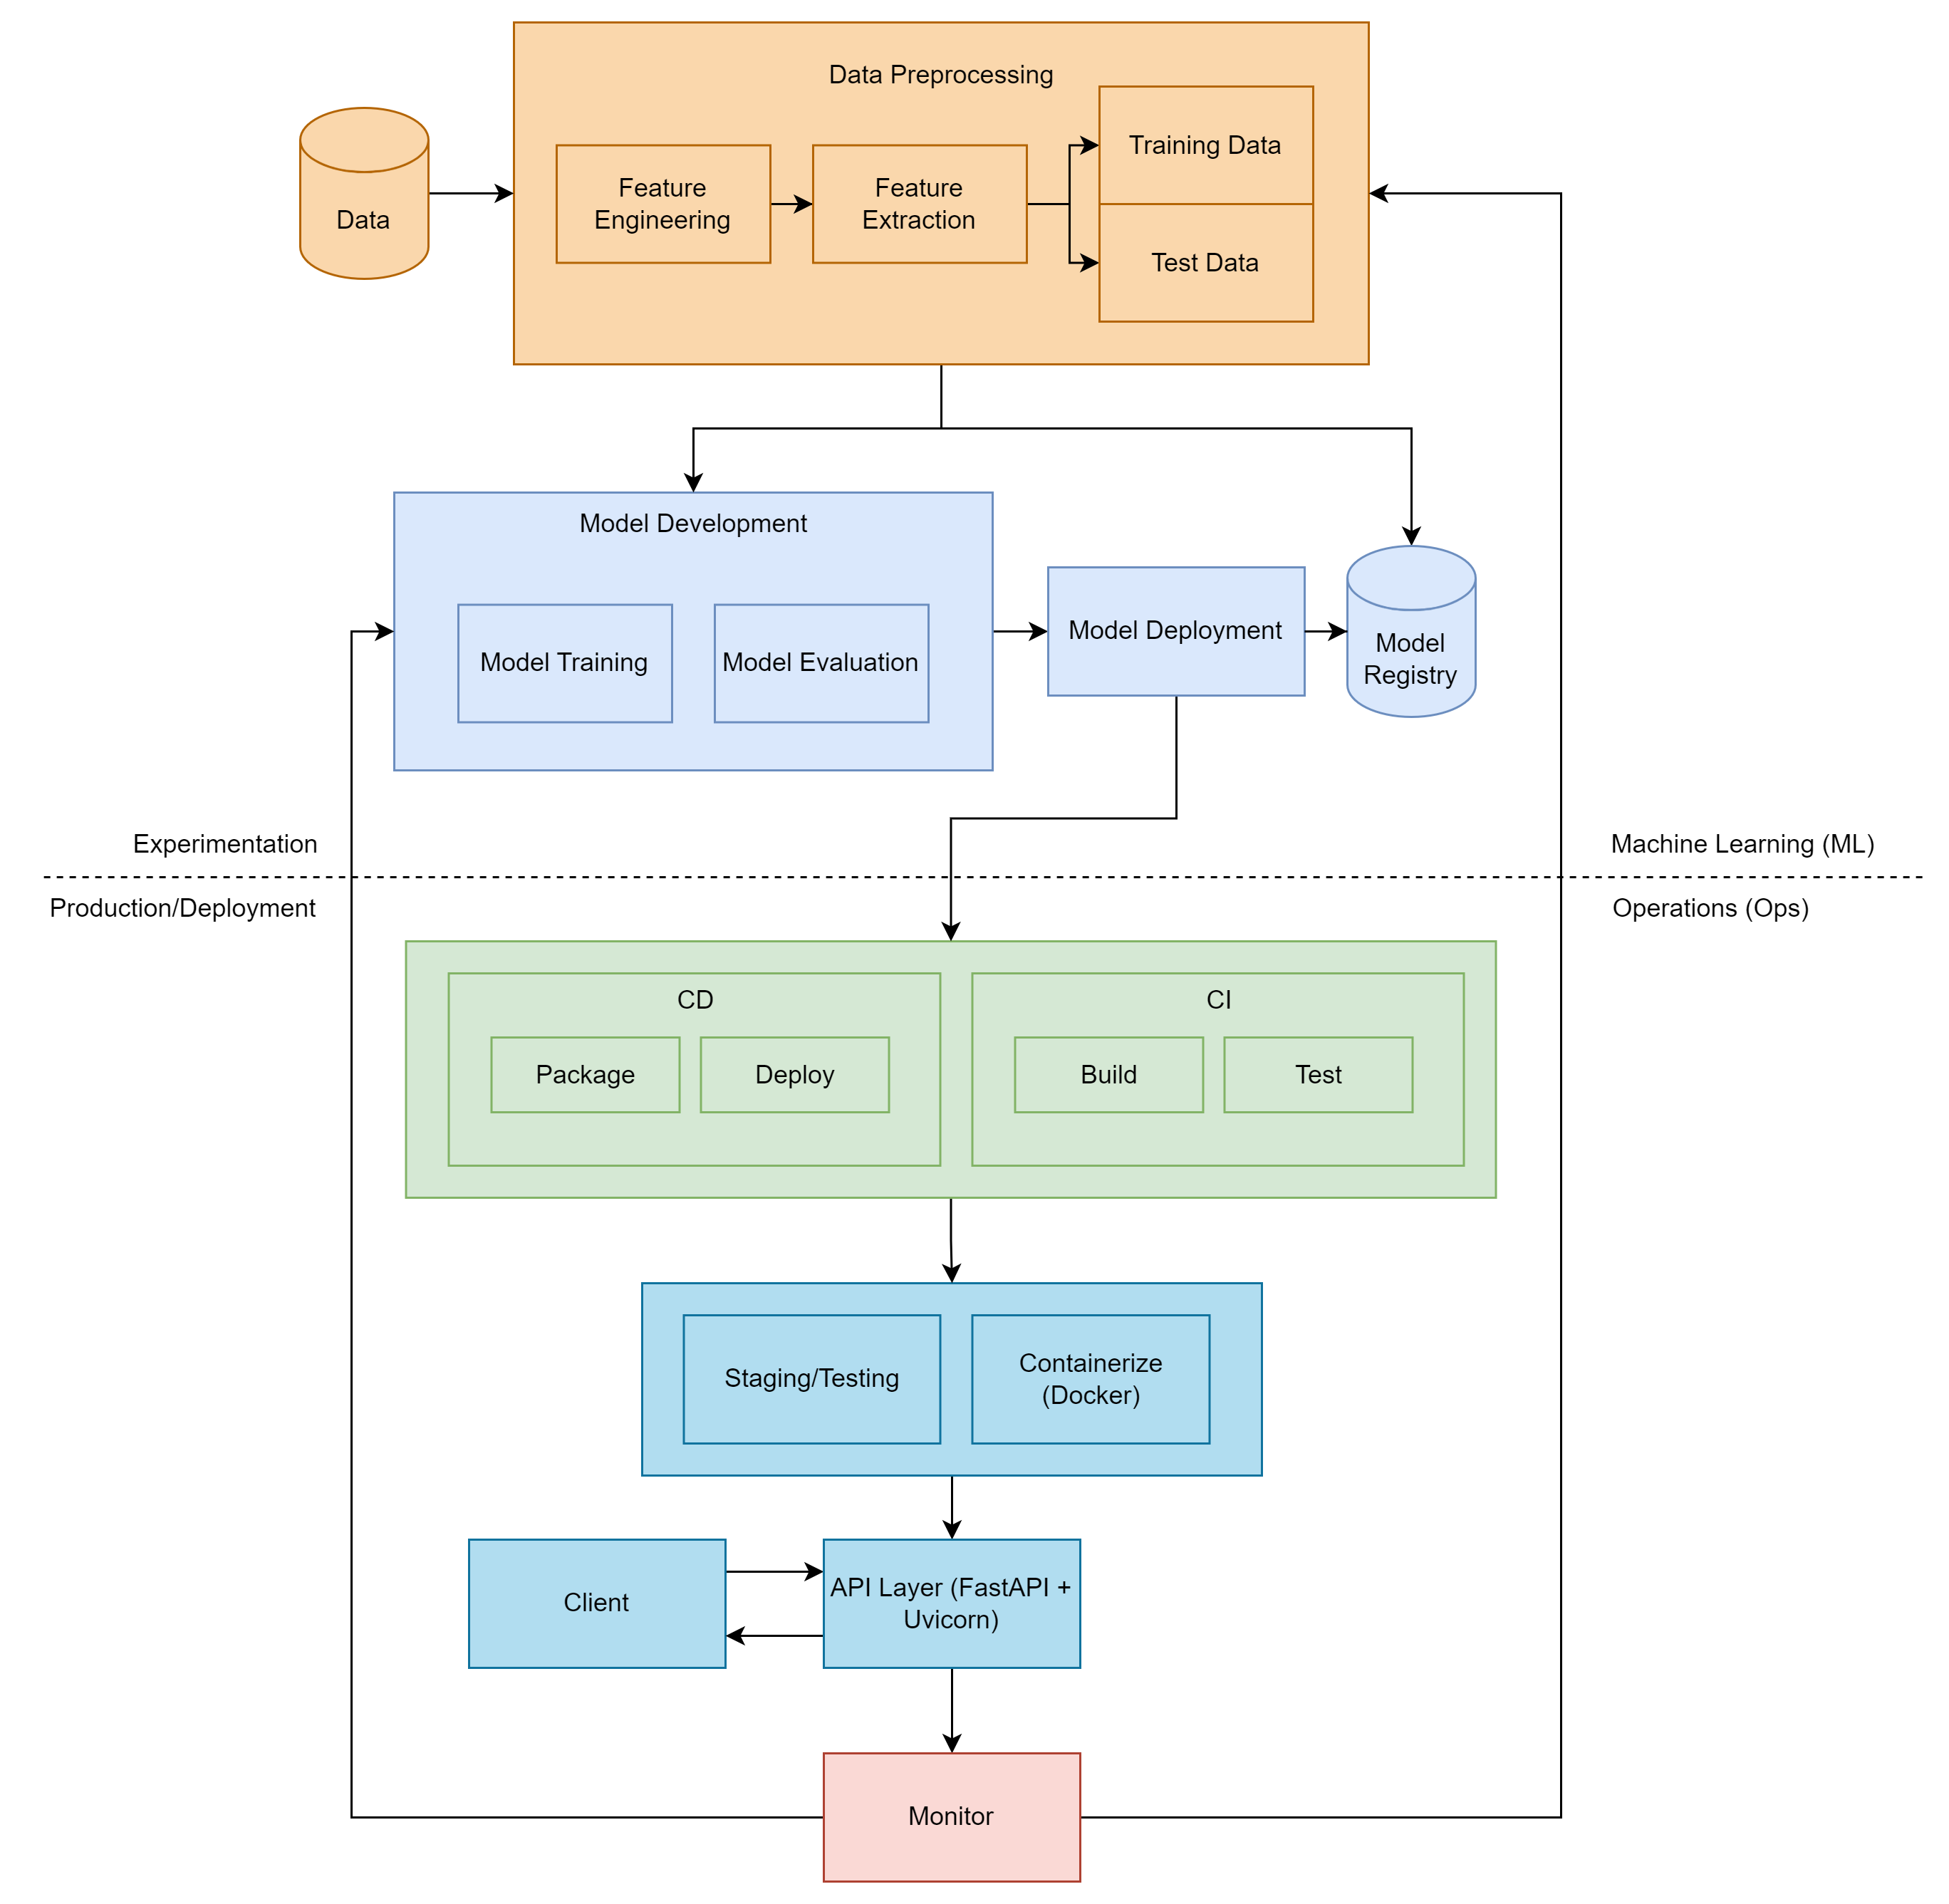 Data Preprocessing
Data
Feature
Engineering
Feature
Extraction
Training Data
Test Data
Model Development
Model Training
Model Evaluation
Model Deployment
Model
Registry
Experimentation
Machine Learning (ML)
Production/Deployment
Operations (Ops)
CD
Package
Deploy
CI
Build
Test
Staging/Testing
Containerize
(Docker)
Client
API Layer (FastAPI +
Uvicorn)
Monitor